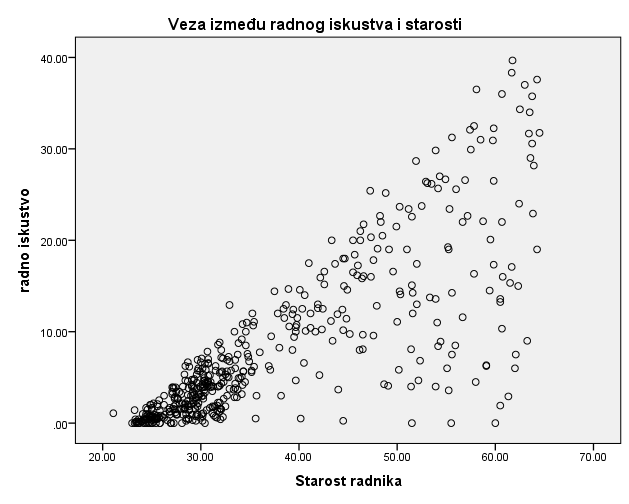 Veza između radnog iskustva i starosti
radno iskustvo
40.00
30.00
20.00
10.00
.00
20.00 30.00 40.00 50.00 60.00 70.00
Starost radnika